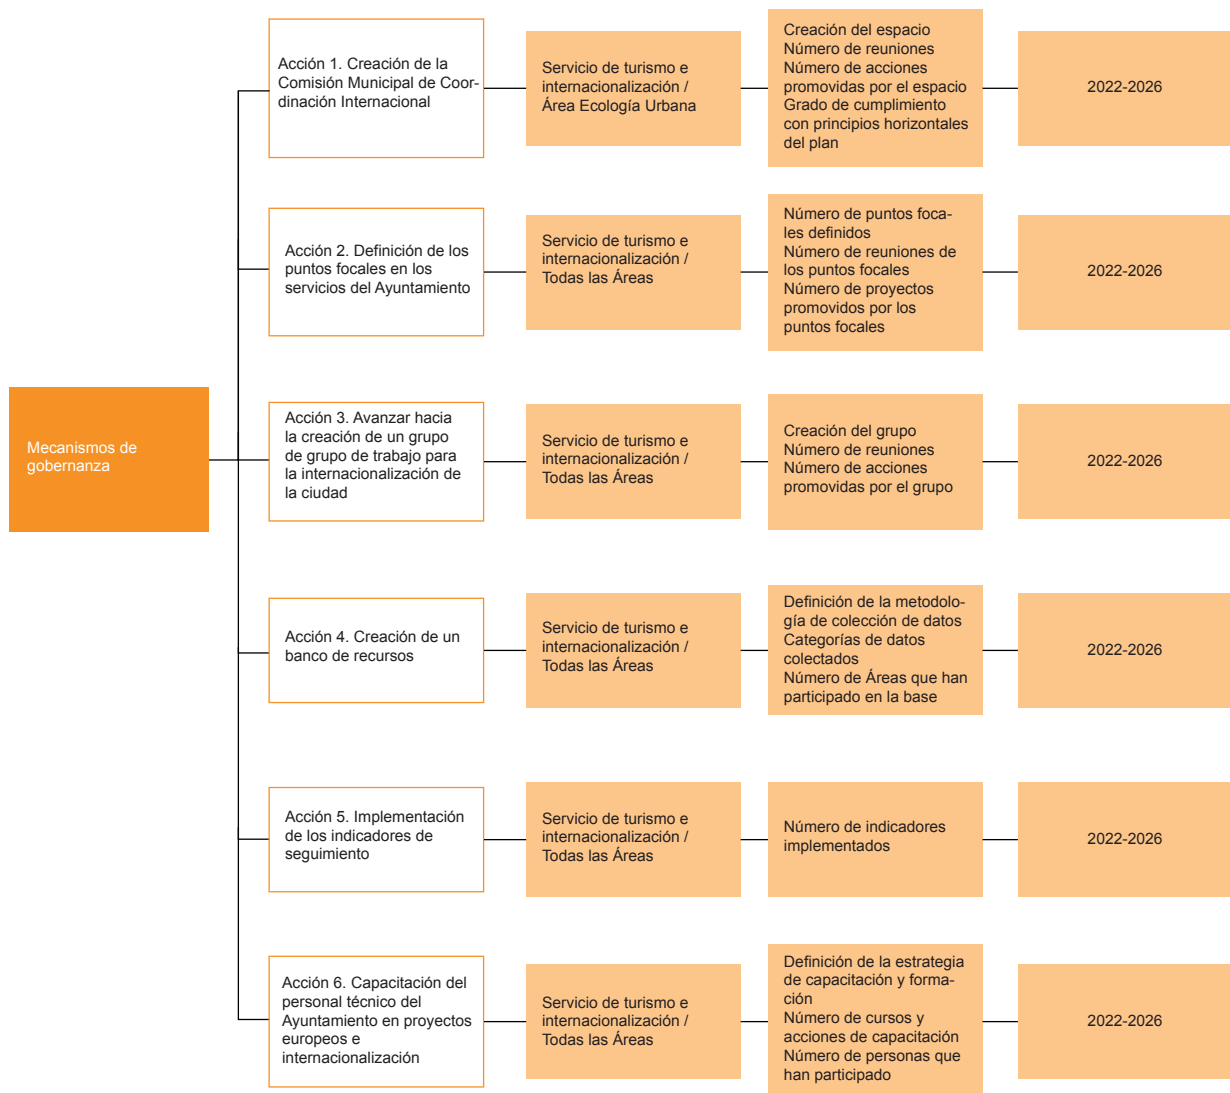 Mecanismos de
gobernanza
Acción 1. Creación de la
Comisión Municipal de Coor-
dinación Internacional
Servicio de turismo e
internacionalización /
Área Ecología Urbana
Creación del espacio
Número de reuniones
Número de acciones
promovidas por el espacio
Grado de cumplimiento
con principios horizontales
del plan
2022-2026
Acción 2. Definición de los
puntos focales en los
servicios del Ayuntamiento
Servicio de turismo e
internacionalización /
Todas las Áreas
Número de puntos foca-
les definidos
Número de reuniones de
los puntos focales
Número de proyectos
promovidos por los
puntos focales
2022-2026
Acción 3. Avanzar hacia
la creación de un grupo
de grupo de trabajo para
la internacionalización de
la ciudad
Servicio de turismo e
internacionalización /
Todas las Áreas
Creación del grupo
Número de reuniones
Número de acciones
promovidas por el grupo
2022-2026
Acción 4. Creación de un
banco de recursos
Servicio de turismo e
internacionalización /
Todas las Áreas
Definición de la metodolo-
gía de colección de datos
Categorías de datos
colectados
Número de Áreas que han
participado en la base
2022-2026
Acción 5. Implementación
de los indicadores de
seguimiento
Servicio de turismo e
internacionalización /
Todas las Áreas
Número de indicadores
implementados
2022-2026
Acción 6. Capacitación del
personal técnico del
Ayuntamiento en proyectos
europeos e
internacionalización
Servicio de turismo e
internacionalización /
Todas las Áreas
Definición de la estrategia
de capacitación y forma-
ción
Número de cursos y
acciones de capacitación
Número de personas que
han participado
2022-2026